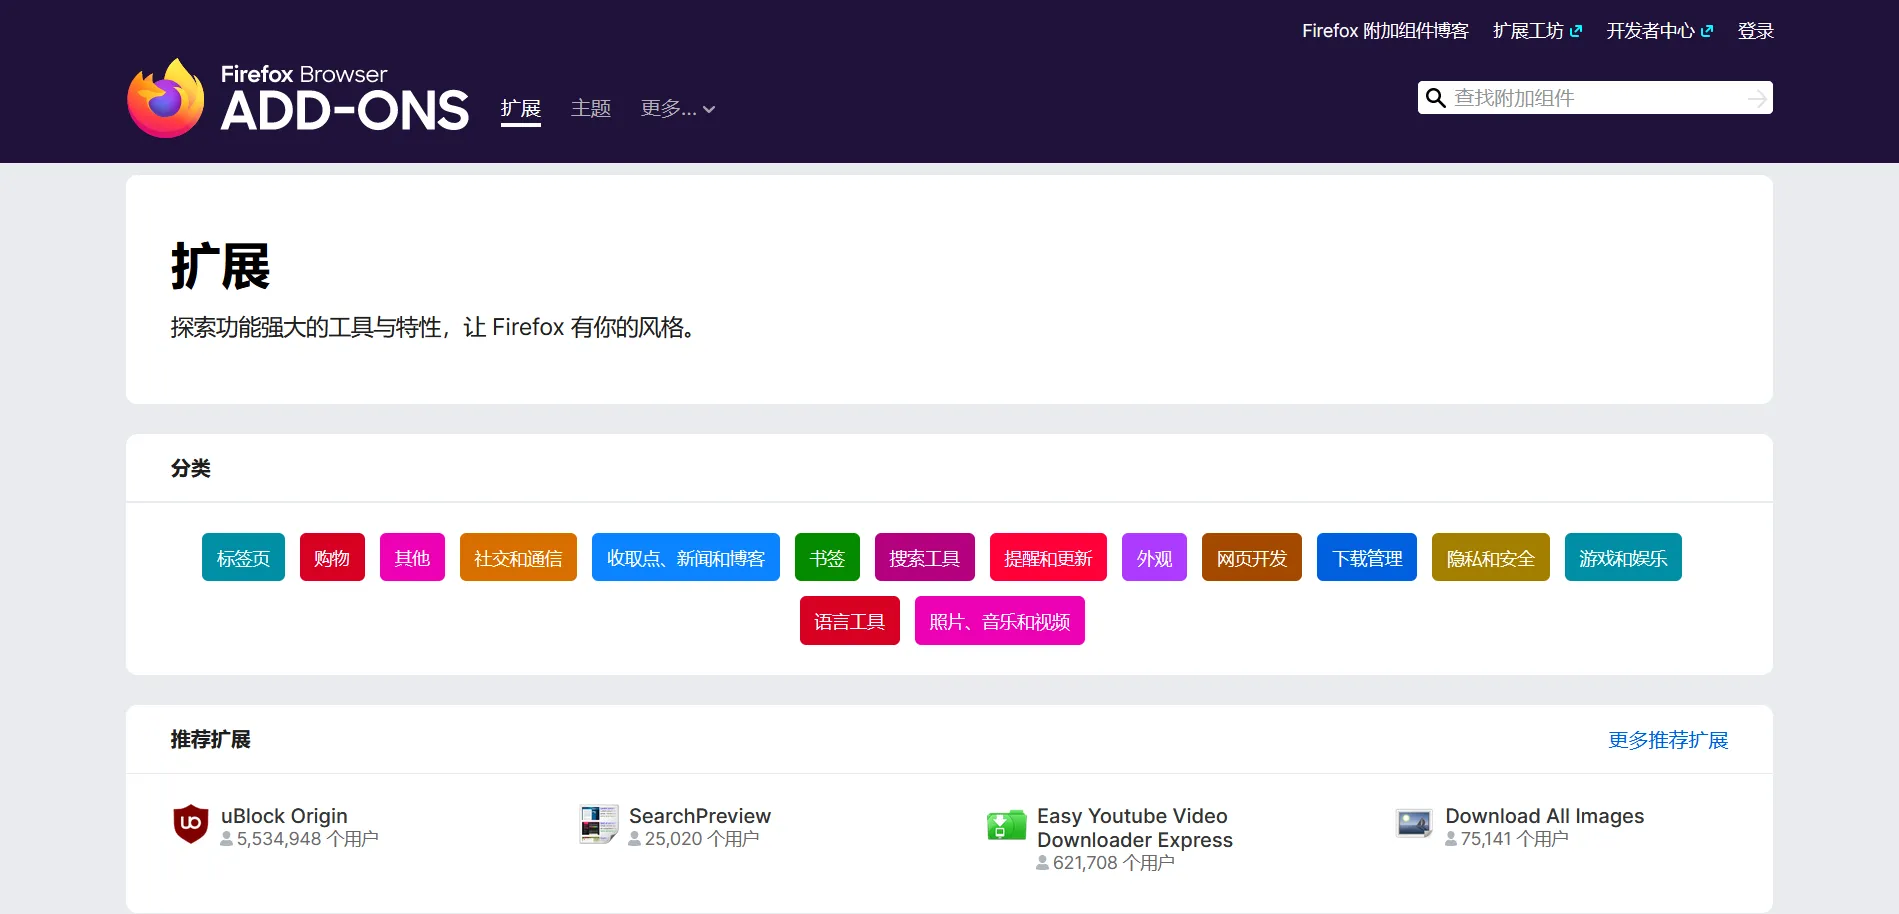 Firefox 附加组件博客 扩展工坊 开发者中心 登录
Firefox Browser
ADD-ONS
扩展 主题 更多...
查找附加组件
扩展
探索功能强大的工具与特性，让 Firefox 有你的风格。
分类
标签页 购物 其他 社交和通信 收取点、新闻和博客 书签 搜索工具 提醒和更新 外观 网页开发 下载管理 隐私和安全 游戏和娱乐
语言工具 照片、音乐和视频
推荐扩展 更多推荐扩展
uBlock Origin
5,534,948 个用户
SearchPreview
25,020 个用户
Easy Youtube Video
Downloader Express
621,708 个用户
Download All Images
75,141 个用户